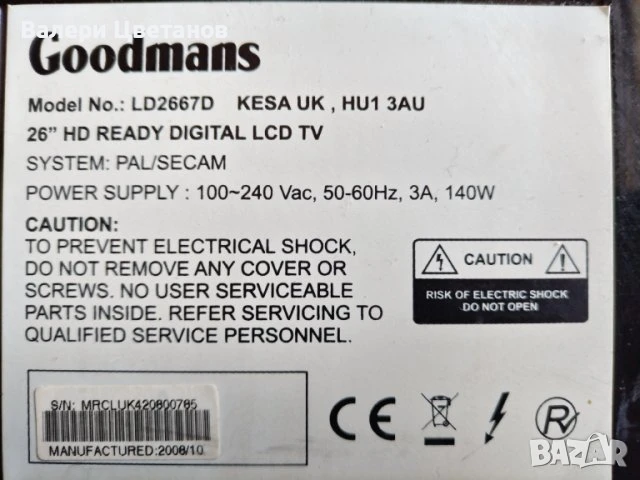 Валери Цветанов
Goodmans
Model No.: LD2667D KESA UK , HU1 3AU
26" HD READY DIGITAL LCD TV
SYSTEM: PAL/SECAM
POWER SUPPLY : 100~240 Vac, 50-60Hz, 3A, 140W
CAUTION:
TO PREVENT ELECTRICAL SHOCK,
DO NOT REMOVE ANY COVER OR
SCREWS. NO USER SERVICEABLE
PARTS INSIDE. REFER SERVICING TO
QUALIFIED SERVICE PERSONNEL.
CAUTION
RISK OF ELECTRIC SHOCK
DO NOT OPEN
S/N: MRCLUK420800785
MANUFACTURED:2008/10
CE
R
BAZAR